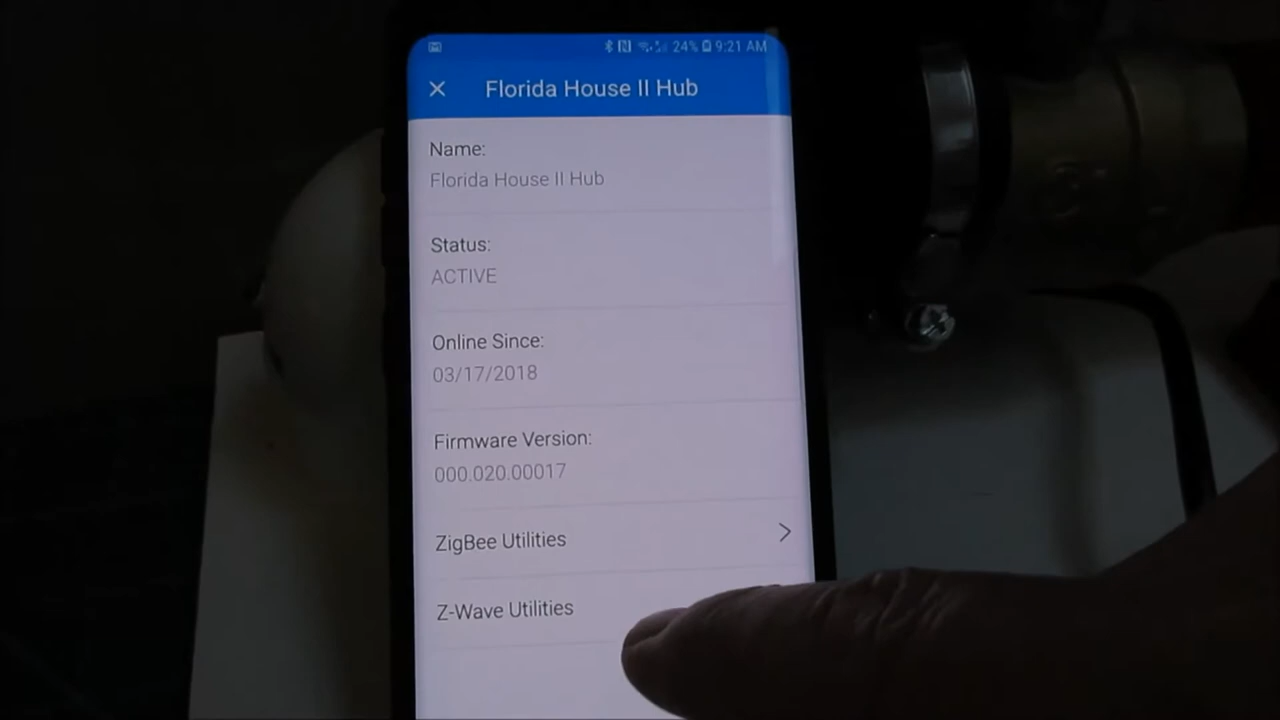 24% 9:21 AM
Florida House II Hub
Name:
Florida House II Hub
Status:
ACTIVE
Online Since:
03/17/2018
Firmware Version:
000.020.00017
ZigBee Utilities
Z-Wave Utilities